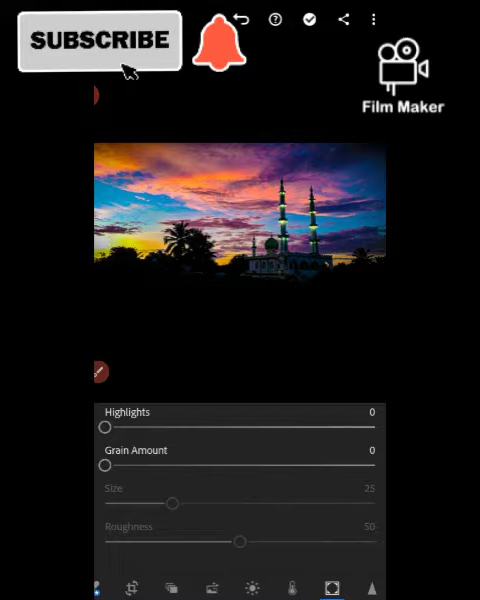 SUBSCRIBE
Film Maker
Highlights 0
Grain Amount 0
Size 25
Roughness 50